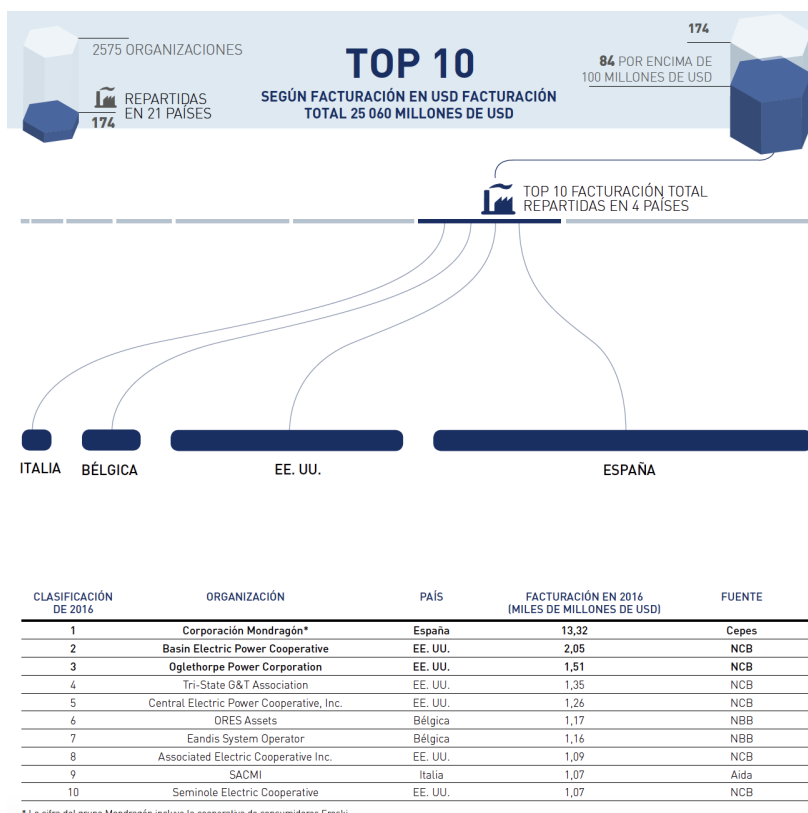 2575 ORGANIZACIONES
REPARTIDAS
EN 21 PAÍSES
174
TOP 10
SEGÚN FACTURACIÓN EN USD FACTURACIÓN
TOTAL 25 060 MILLONES DE USD
174
84 POR ENCIMA DE
100 MILLONES DE USD
TOP 10 FACTURACIÓN TOTAL
REPARTIDAS EN 4 PAÍSES
ITALIA BÉLGICA EE. UU. ESPAÑA
CLASIFICACIÓN DE 2016 ORGANIZACIÓN PAÍS FACTURACIÓN EN 2016 (MILES DE MILLONES DE USD) FUENTE
1 Corporación Mondragón* España 13,32 Cepes
2 Basin Electric Power Cooperative EE. UU. 2,05 NCB
3 Oglethorpe Power Corporation EE. UU. 1,51 NCB
4 Tri-State G&T Association EE. UU. 1,35 NCB
5 Central Electric Power Cooperative, Inc. EE. UU. 1,26 NCB
6 ORES Assets Bélgica 1,17 NBB
7 Eandis System Operator Bélgica 1,16 NBB
8 Associated Electric Cooperative Inc. EE. UU. 1,09 NCB
9 SACMI Italia 1,07 Aida
10 Seminole Electric Cooperative EE. UU. 1,07 NCB